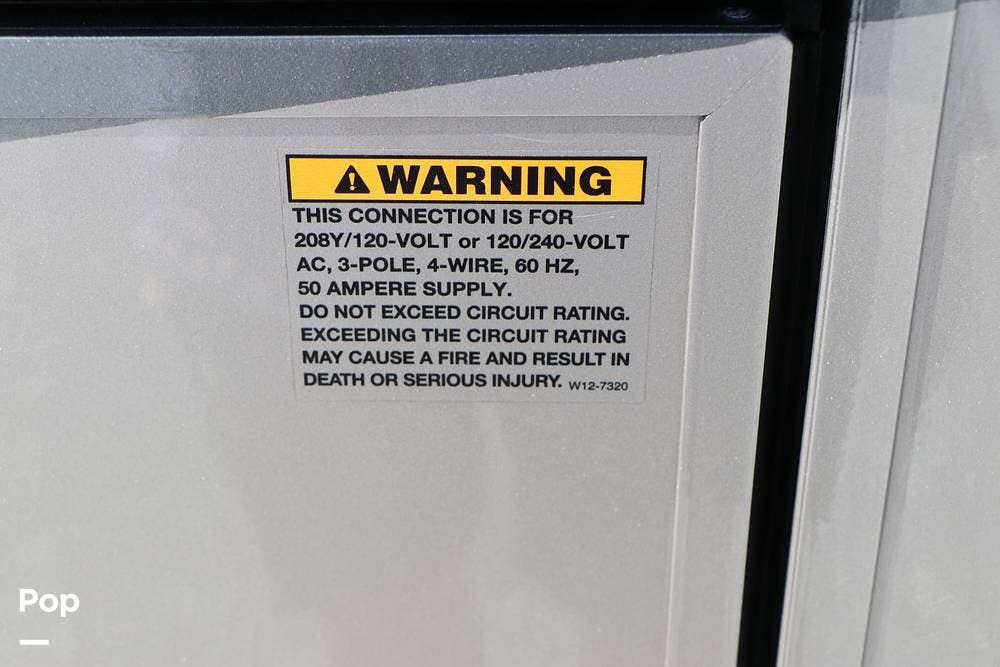 WARNING
THIS CONNECTION IS FOR
208Y/120-VOLT or 120/240-VOLT
AC, 3-POLE, 4-WIRE, 60 HZ,
50 AMPERE SUPPLY.
DO NOT EXCEED CIRCUIT RATING.
EXCEEDING THE CIRCUIT RATING
MAY CAUSE A FIRE AND RESULT IN
DEATH OR SERIOUS INJURY. W12-7320
Pop